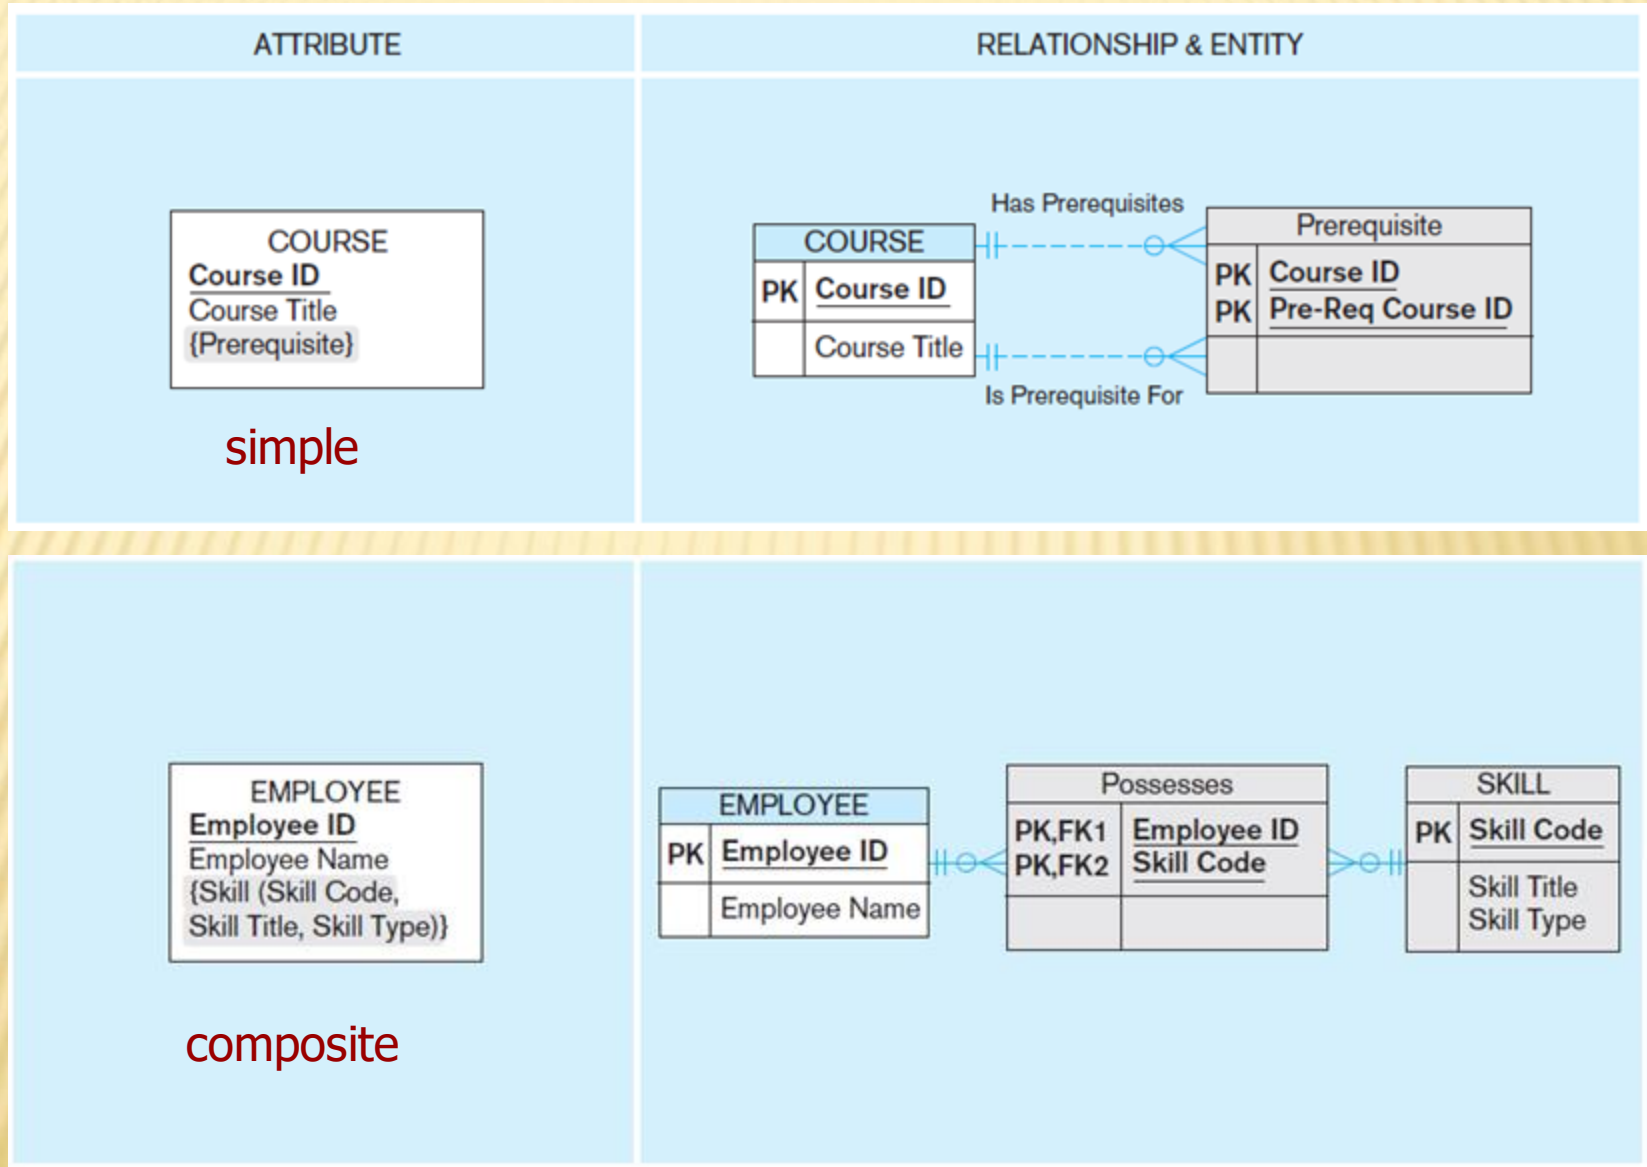 ATTRIBUTE
RELATIONSHIP & ENTITY
COURSE
Course ID
Course Title
{Prerequisite}
simple
Has Prerequisites
COURSE
PK Course ID
Course Title
Is Prerequisite For
Prerequisite
PK Course ID
PK Pre-Req Course ID
EMPLOYEE
Employee ID
Employee Name
{Skill (Skill Code,
Skill Title, Skill Type)}
composite
EMPLOYEE
PK Employee ID
Employee Name
Possesses
PK,FK1 Employee ID
PK,FK2 Skill Code
SKILL
PK Skill Code
Skill Title
Skill Type